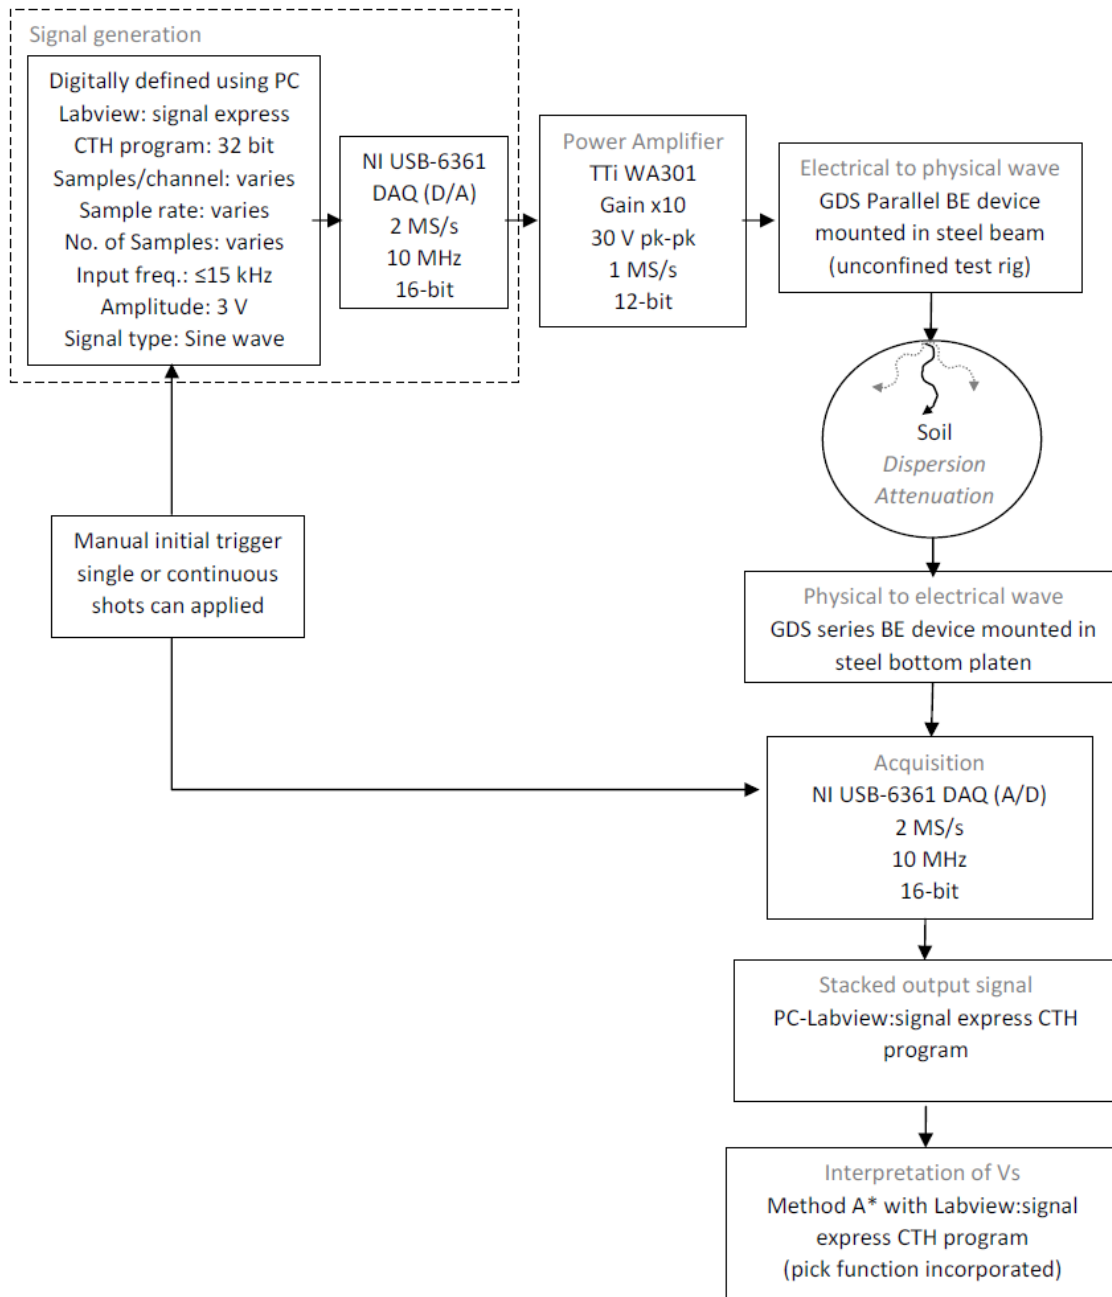 Signal generation
Digitally defined using PC
Labview: signal express
CTH program: 32 bit
Samples/channel: varies
Sample rate: varies
No. of Samples: varies
Input freq.: ≤15 kHz
Amplitude: 3 V
Signal type: Sine wave
NI USB-6361
DAQ (D/A)
2 MS/s
10 MHz
16-bit
Power Amplifier
TTi WA301
Gain x10
30 V pk-pk
1 MS/s
12-bit
Electrical to physical wave
GDS Parallel BE device
mounted in steel beam
(unconfined test rig)
Soil
Dispersion
Attenuation
Manual initial trigger
single or continuous
shots can applied
Physical to electrical wave
GDS series BE device mounted in
steel bottom platen
Acquisition
NI USB-6361 DAQ (A/D)
2 MS/s
10 MHz
16-bit
Stacked output signal
PC-Labview:signal express CTH
program
Interpretation of Vs
Method A* with Labview:signal
express CTH program
(pick function incorporated)